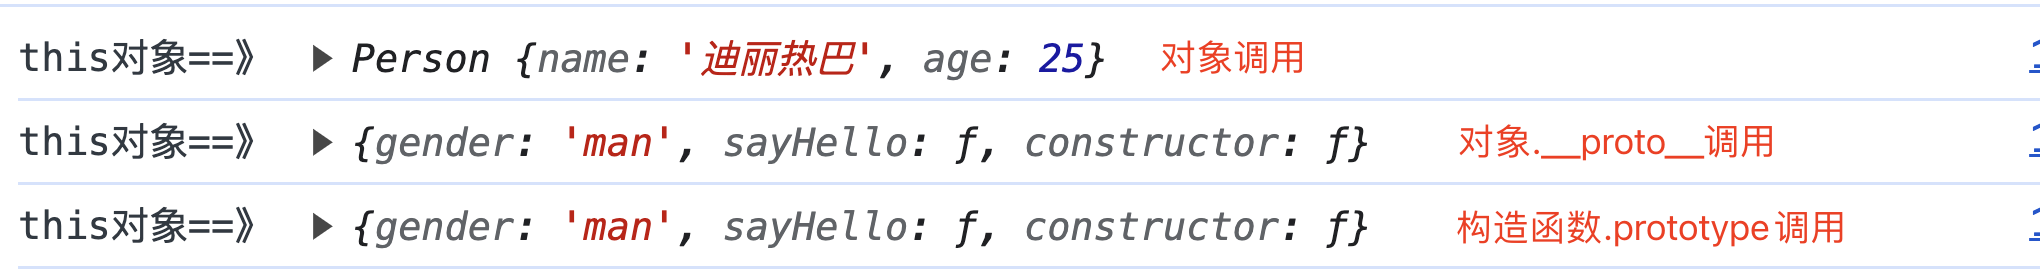 this对象==》 ▶ Person {name: '迪丽热巴', age: 25} 对象调用
this对象==》 ▶ {gender: 'man', sayHello: ƒ, constructor: ƒ} 对象.__proto__调用
this对象==》 ▶ {gender: 'man', sayHello: ƒ, constructor: ƒ} 构造函数.prototype调用